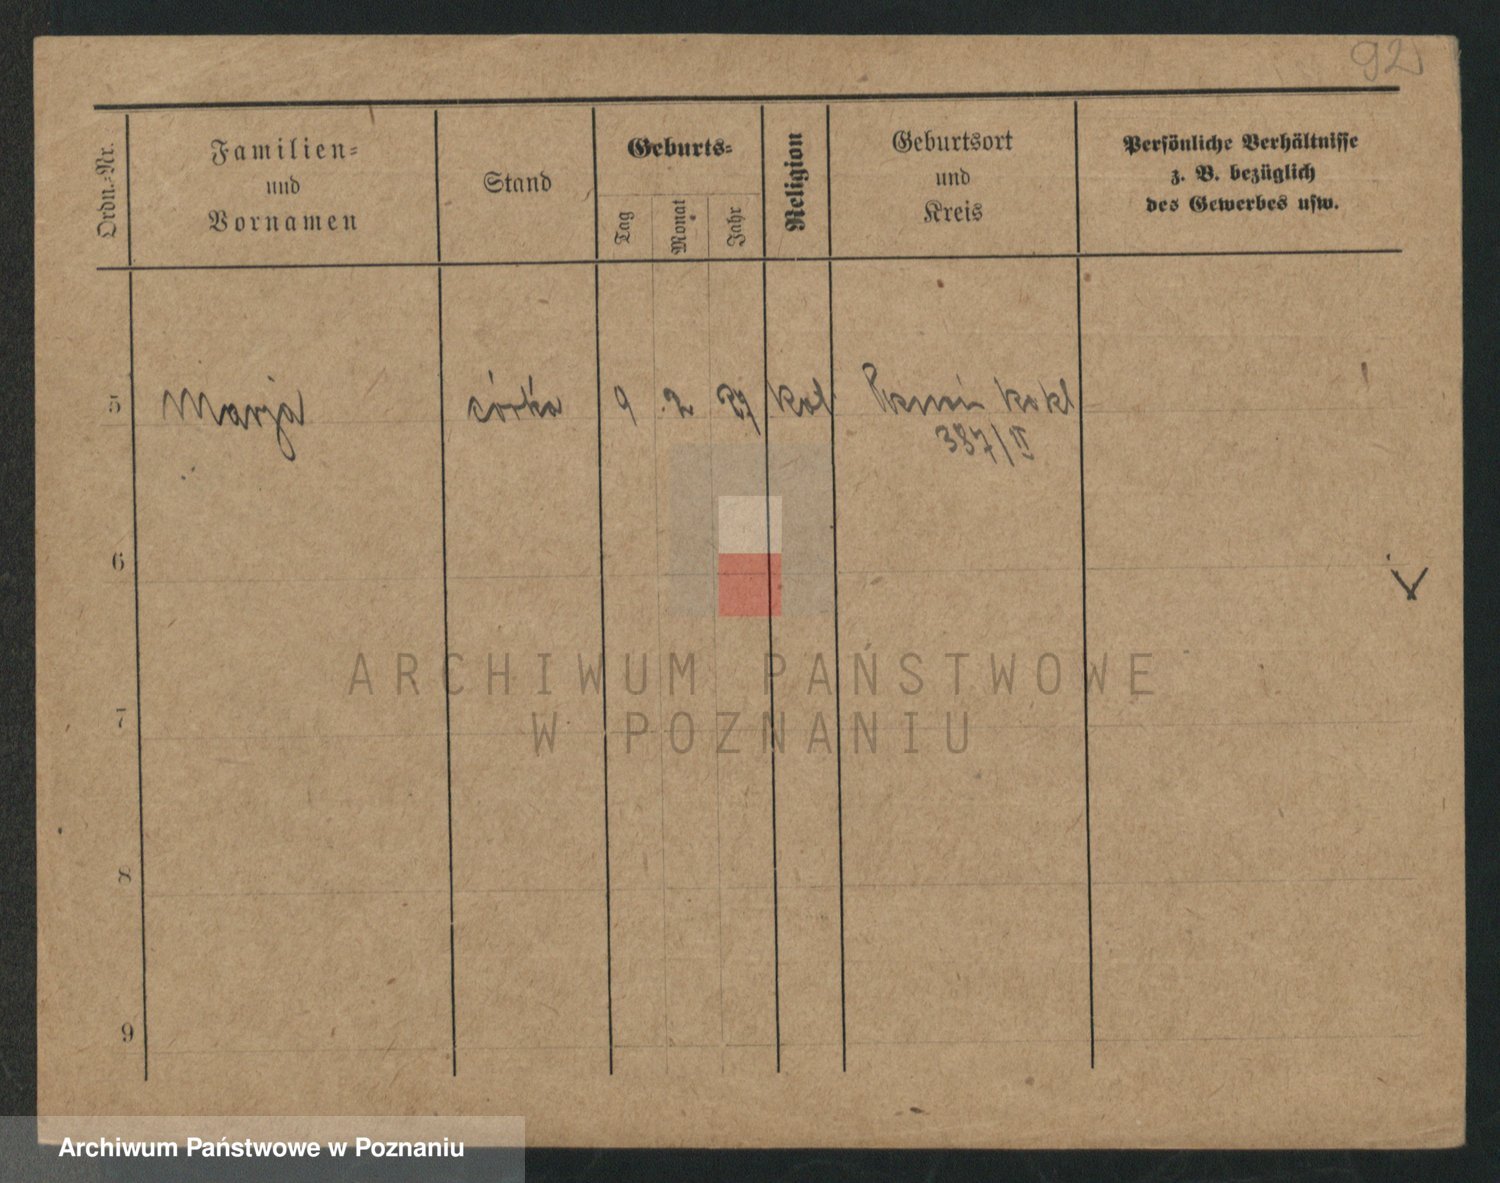 92
Ordn.-Nr.
Familien-
und
Vornamen
Stand
Geburts-
Tag
Monat
Jahr
Religion
Geburtsort
und
Kreis
Persönliche Verhältnisse
z. B. bezüglich
des Gewerbes usw.
5 Marja córka 9 2 29 kat
387/II
6
7
8
9
ARCHIWUM PAŃSTWOWE
W POZNANIU
Archiwum Państwowe w Poznaniu